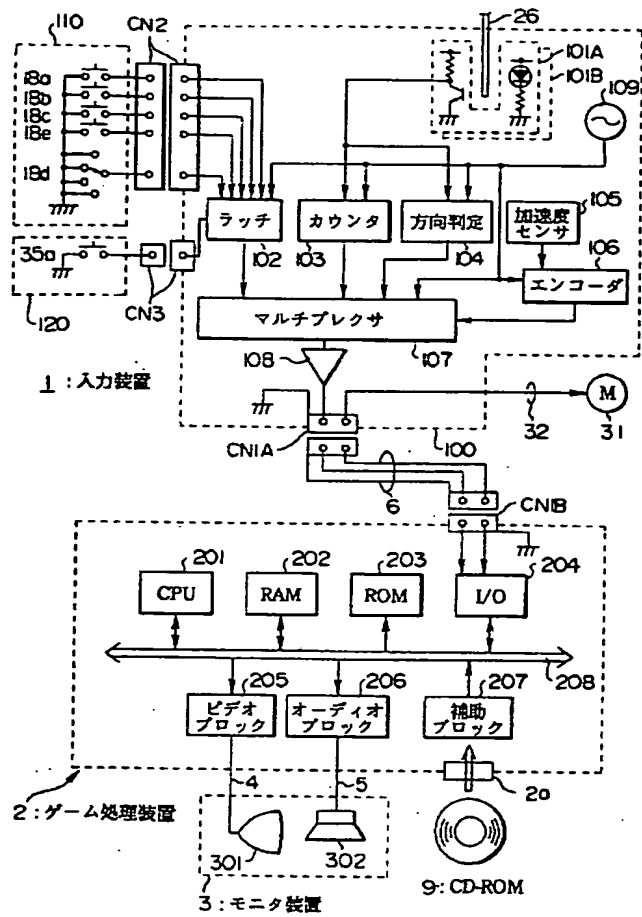 110
CN2
26
101A
101B
109
18a
18b
18c
18e
18d
ラッチ
102
カウンタ
103
方向判定
104
加速度
センサ
105
106
エンコーダ
35a
CN3
120
マルチプレクサ
107
108
1 : 入力装置
CN1A
100
32
M
31
6
CN1B
201
CPU
202
RAM
203
ROM
204
I/O
208
205
ビデオ
ブロック
206
オーディオ
ブロック
207
補助
ブロック
4
5
2a
2 : ゲーム処理装置
301
302
3 : モニタ装置
9 : CD-ROM